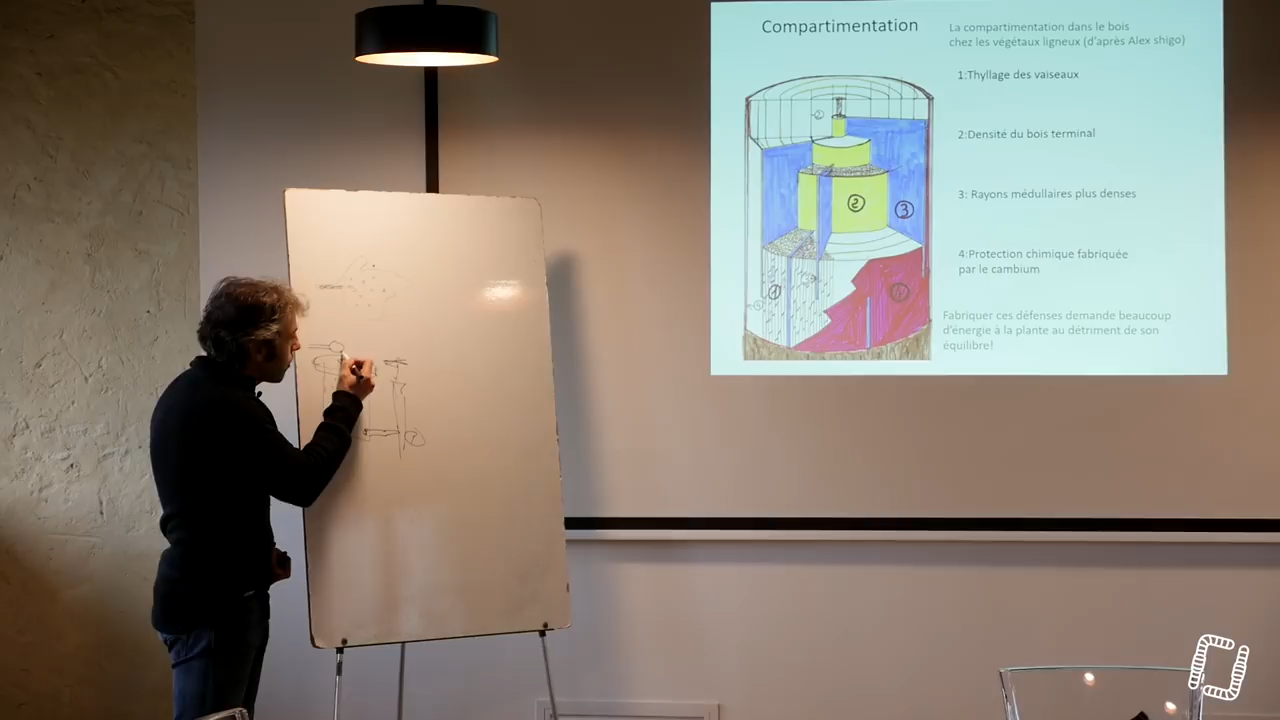 Compartimentation
La compartimentation dans le bois
chez les végétaux ligneux (d'après Alex shigo)
1:Thyllage des vaiseaux
2:Densité du bois terminal
3: Rayons médullaires plus denses
4:Protection chimique fabriquée
par le cambium
Fabriquer ces défenses demande beaucoup
d'énergie à la plante au détriment de son
équilibre!
2
2
3
1
4